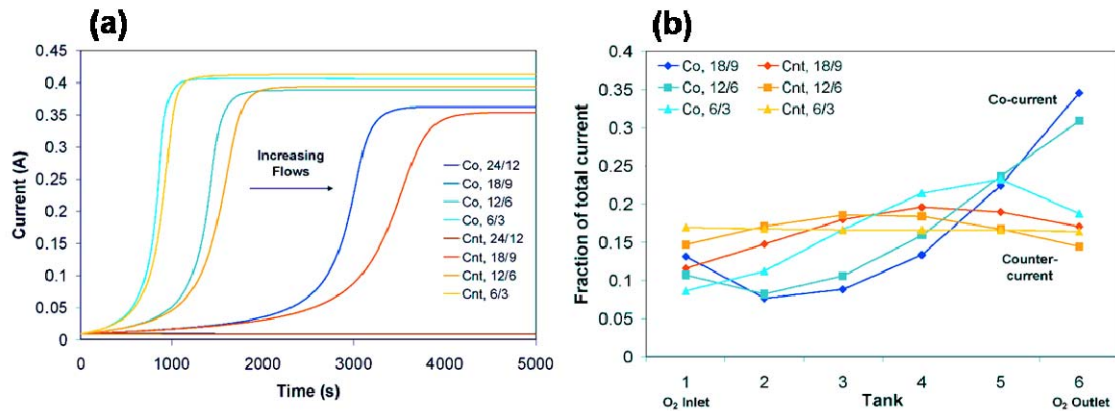 (a)
Current (A)
0.45
0.4
0.35
0.3
0.25
0.2
0.15
0.1
0.05
0
Increasing
Flows
Co, 24/12
Co, 18/9
Co, 12/6
Co, 6/3
Cnt, 24/12
Cnt, 18/9
Cnt, 12/6
Cnt, 6/3
0 1000 2000 3000 4000 5000
Time (s)
(b)
Fraction of total current
0.4
0.35
0.3
0.25
0.2
0.15
0.1
0.05
0
Co, 18/9 Cnt, 18/9
Co, 12/6 Cnt, 12/6
Co, 6/3 Cnt, 6/3
Co-current
Counter-
current
1 2 3 4 5 6
O₂ Inlet Tank O₂ Outlet